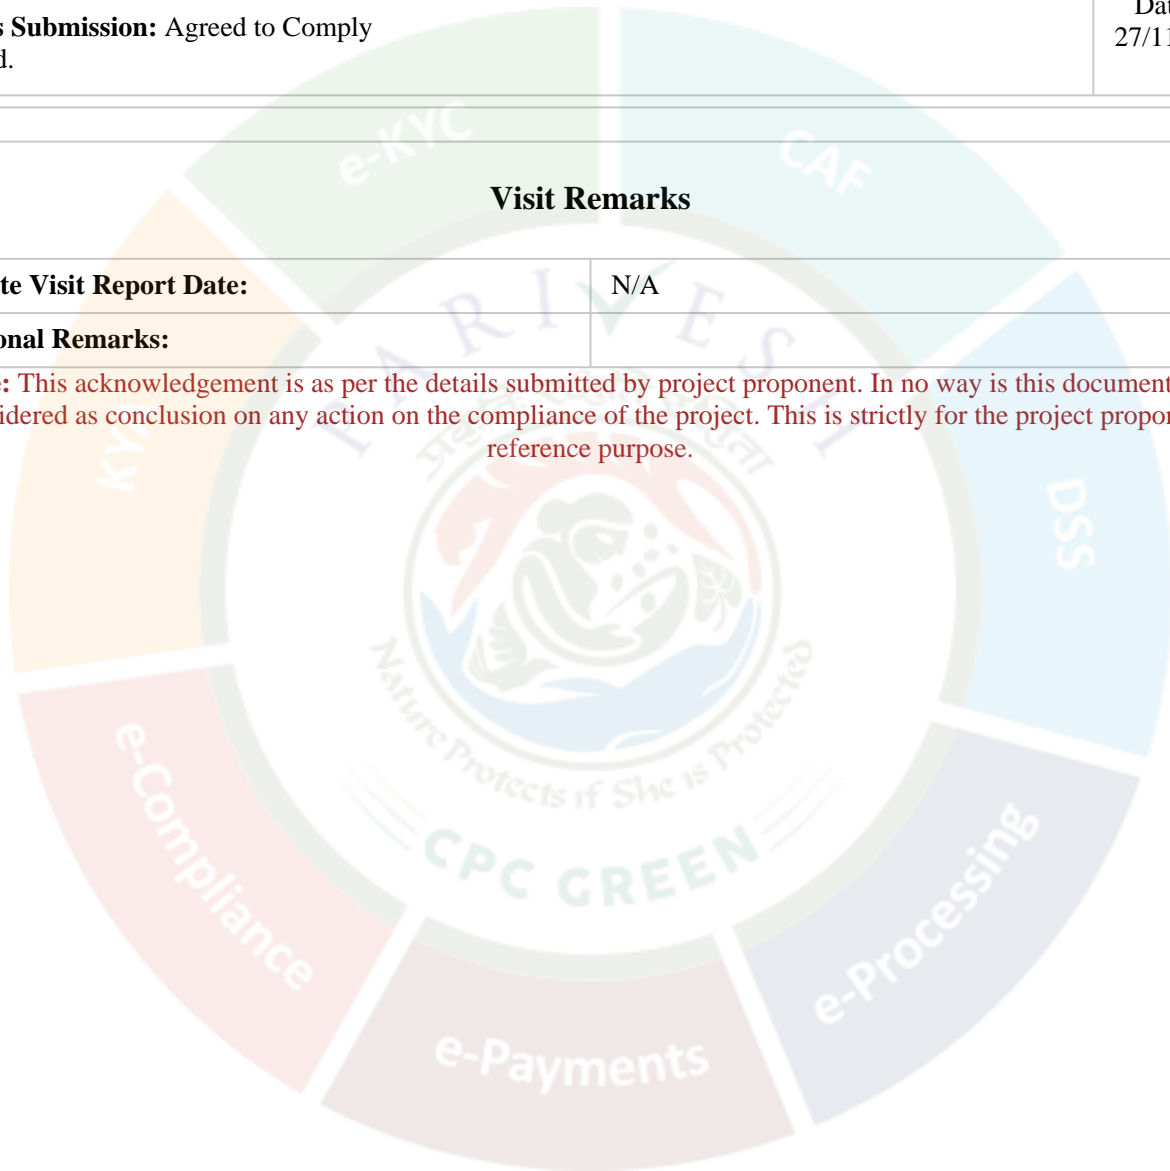 Dat
s Submission: Agreed to Comply
27/11
d.
e-KYC
CAF
Visit Remarks
te Visit Report Date:
N/A
onal Remarks:
PARIVESH
e: This acknowledgement is as per the details submitted by project proponent. In no way is this document
idered as conclusion on any action on the compliance of the project. This is strictly for the project propor
reference purpose.
KY
DSS
Nature Protects if She is Protected
e-Compliance
CPC GREEN
e-Processing
e-Payments